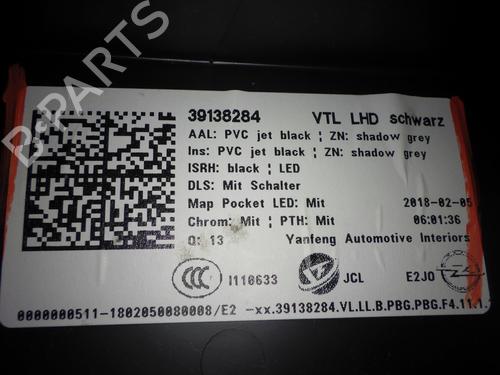 39138284 VTL LHD schwarz
AAL: PVC jet black ¦ ZN: shadow grey
Ins: PVC jet black ¦ ZN: shadow grey
ISRH: black ¦ LED
DLS: Mit Schalter
Map Pocket LED: Mit 2018-02-05
Chrom: Mit ¦ PTH: Mit 06:01:36
Q: 13 Yanfeng Automotive Interiors
CCC I110633 JCL E2JO
0000000511-1802050080008/E2 -xx.39138284.VL.LL.B.PBG.PBG.F4.11.1.
B-PARTS